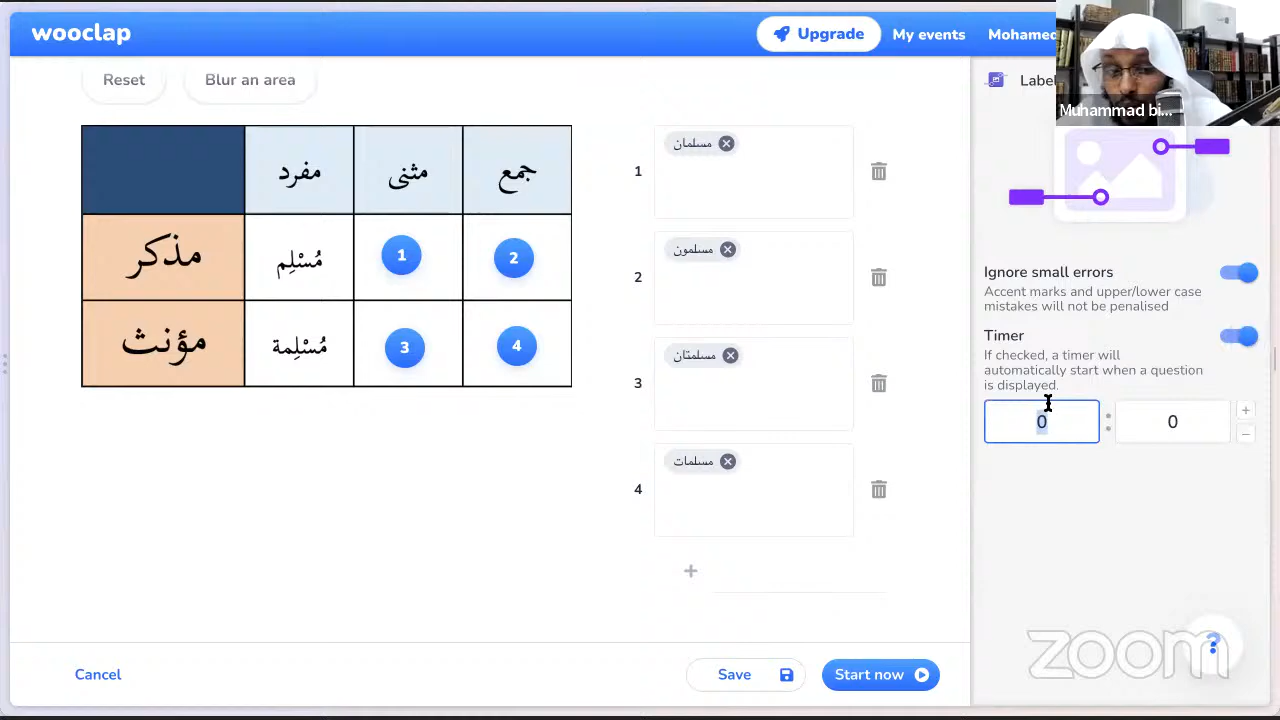 wooclap
Upgrade
My events
Mohamed
Reset
Blur an area
Label
Muhammad bi...
مفرد
مثنى
جمع
مذكر
مُسْلِم
1
2
مؤنث
مُسْلِمة
3
4
1
مسلمان
2
مسلمون
3
مسلمتان
4
مسلمات
+
Ignore small errors
Accent marks and upper/lower case
mistakes will not be penalised
Timer
If checked, a timer will
automatically start when a question
is displayed.
0 : 0
+
−
Cancel
Save
Start now
zoom
?